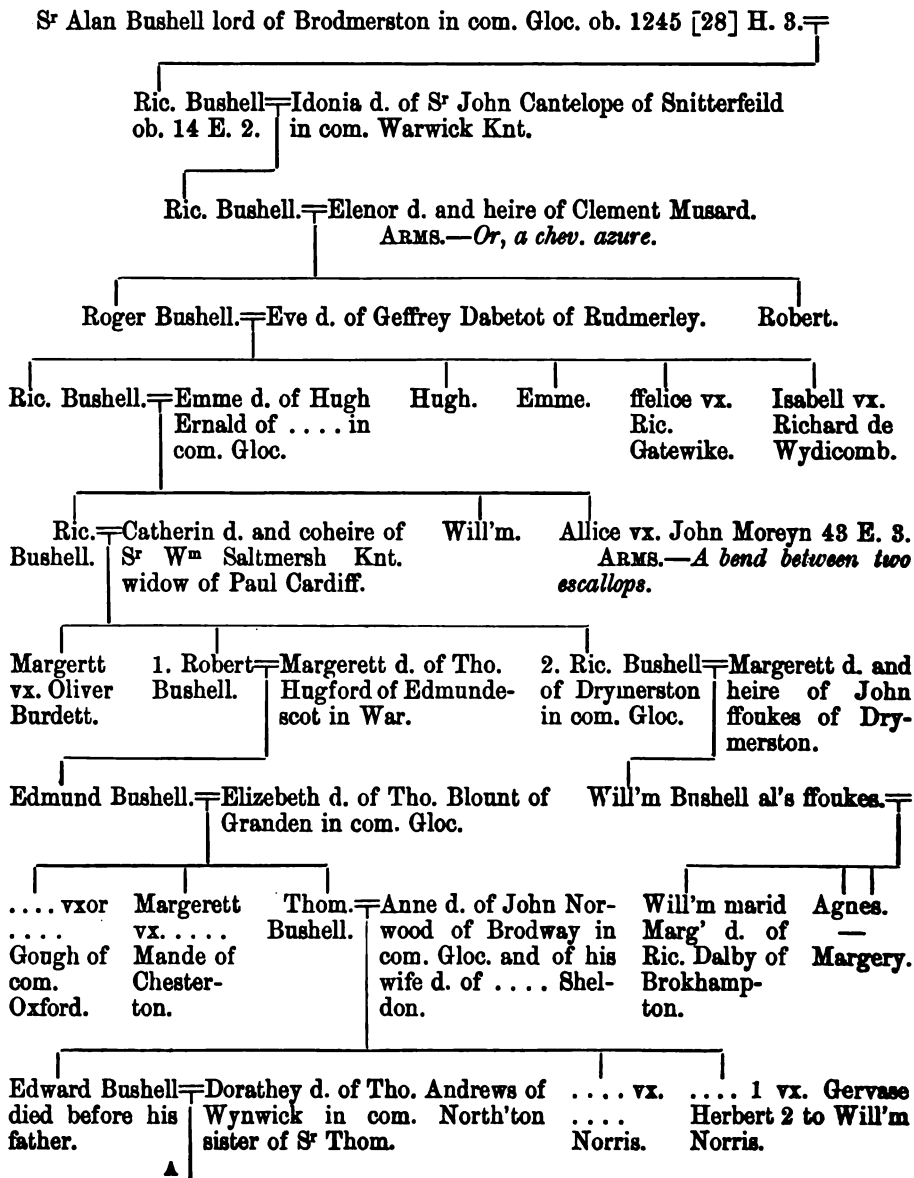 Sʳ Alan Bushell lord of Brodmerston in com. Gloc. ob. 1245 [28] H. 3.
Ric. Bushell
ob. 14 E. 2.
Idonia d. of Sʳ John Cantelope of Snitterfeild
in com. Warwick Knt.
Ric. Bushell.
Elenor d. and heire of Clement Musard.
ARMS.—Or, a chev. azure.
Roger Bushell.
Eve d. of Geffrey Dabetot of Rudmerley.
Robert.
Ric. Bushell.
Emme d. of Hugh
Ernald of . . . . in
com. Gloc.
Hugh.
Emme.
ffelice vx.
Ric.
Gatewike.
Isabell vx.
Richard de
Wydicomb.
Ric.
Bushell.
Catherin d. and coheire of
Sʳ Wᵐ Saltmersh Knt.
widow of Paul Cardiff.
Will'm.
Allice vx. John Moreyn 43 E. 3.
ARMS.—A bend between two
escallops.
Margertt
vx. Oliver
Burdett.
1. Robert
Bushell.
Margerett d. of Tho.
Hugford of Edmunde-
scot in War.
2. Ric. Bushell
of Drymerston
in com. Gloc.
Margerett d. and
heire of John
ffoukes of Dry-
merston.
Edmund Bushell.
Elizebeth d. of Tho. Blount of
Granden in com. Gloc.
Will'm Bushell al's ffoukes.
. . . . vxor
. . . .
Gough of
com.
Oxford.
Margerett
vx. . . . .
Mande of
Chester-
ton.
Thom.
Bushell.
Anne d. of John Nor-
wood of Brodway in
com. Gloc. and of his
wife d. of . . . . Shel-
don.
Will'm marid
Marg' d. of
Ric. Dalby of
Brokhamp-
ton.
Agnes.
—
Margery.
Edward Bushell
died before his
father.
Dorathey d. of Tho. Andrews of
Wynwick in com. North'ton
sister of Sʳ Thom.
. . . . vx.
. . . .
Norris.
. . . . 1 vx. Gervase
Herbert 2 to Will'm
Norris.
A